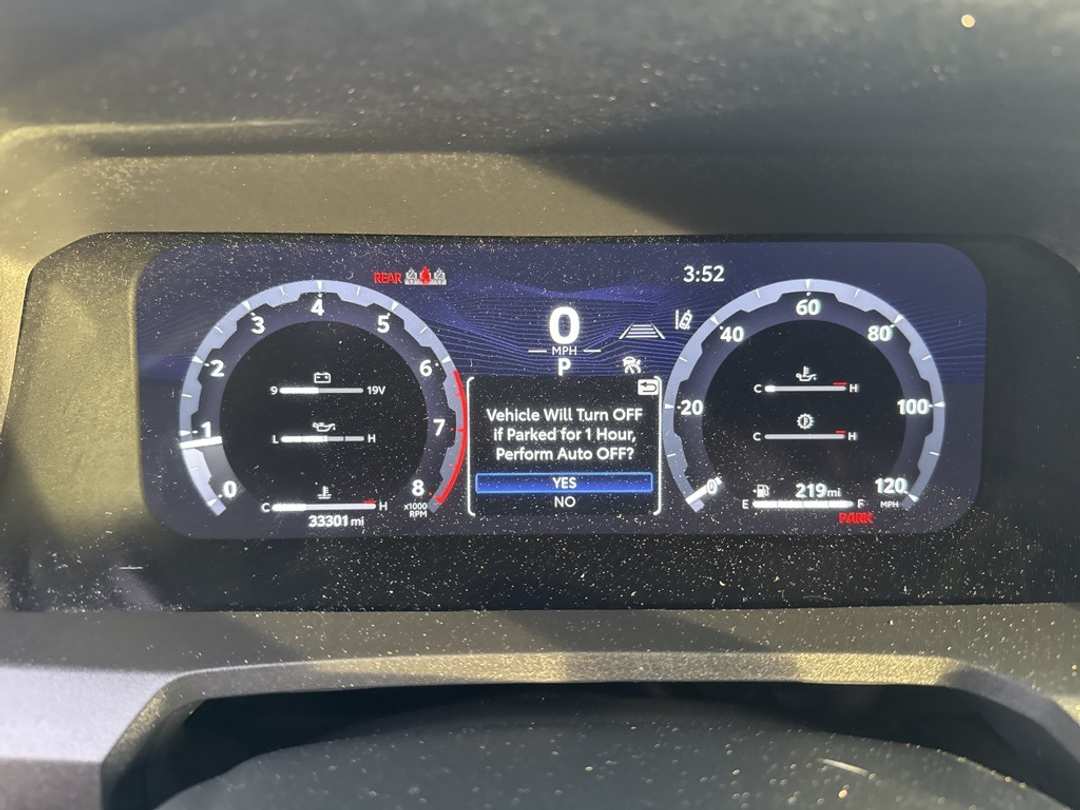 REAR
3:52
0
MPH
P
0
1
2
3
4
5
6
7
8
x1000
RPM
9 19V
L H
C H
33301 mi
Vehicle Will Turn OFF
if Parked for 1 Hour,
Perform Auto OFF?
YES
NO
0
20
40
60
80
100
120
MPH
C H
C H
219 mi
E F
PARK